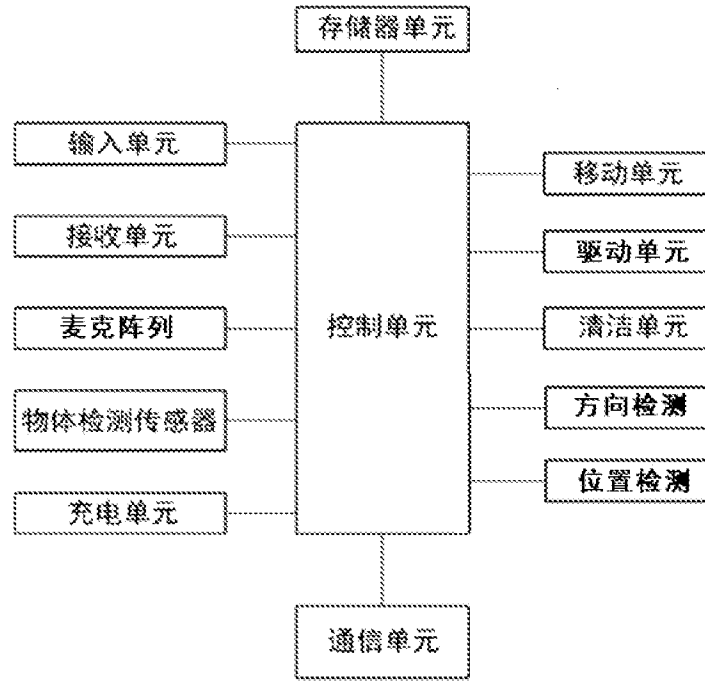 存储器单元
输入单元
接收单元
麦克阵列
物体检测传感器
充电单元
控制单元
移动单元
驱动单元
清洁单元
方向检测
位置检测
通信单元